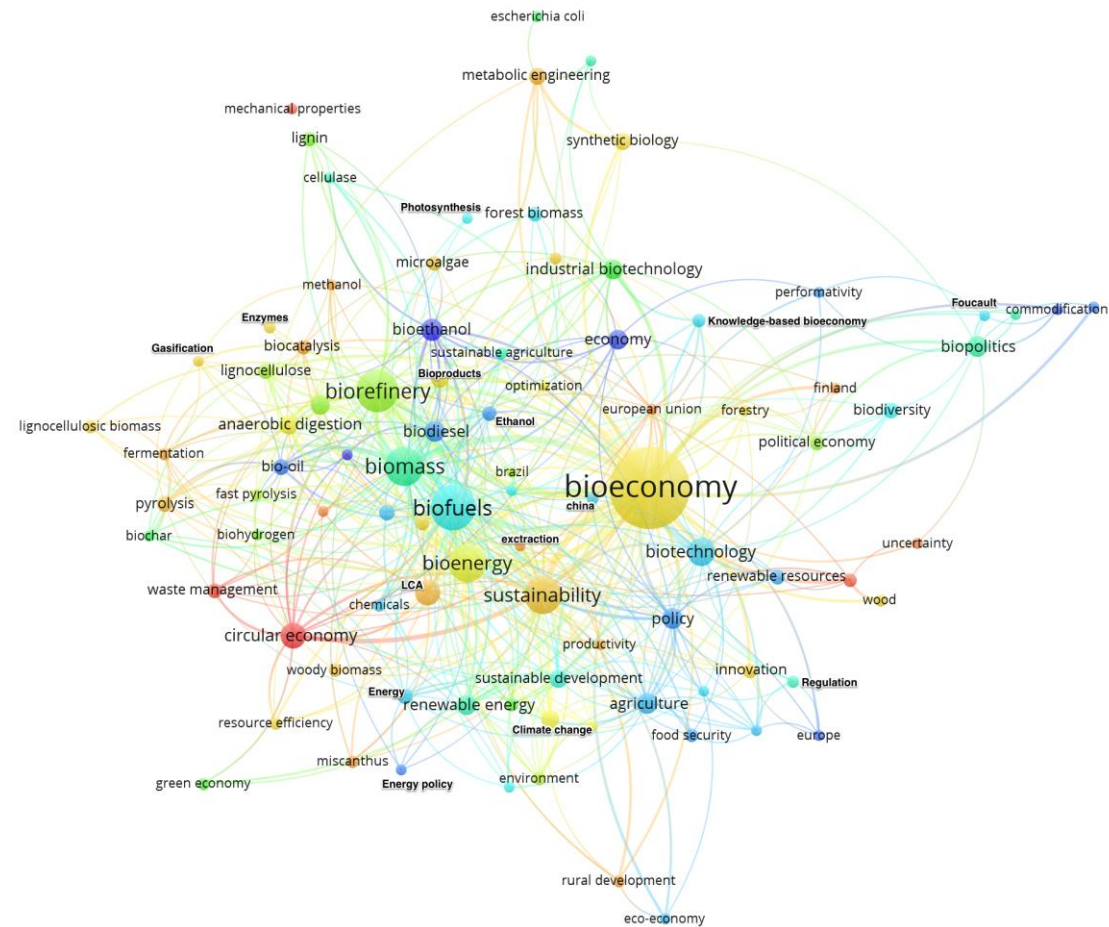 escherichia coli
metabolic engineering
mechanical properties
lignin
synthetic biology
cellulase
Photosynthesis
forest biomass
microalgae
industrial biotechnology
methanol
performativity
Foucault
commodification
Enzymes
Knowledge-based bioeconomy
bioethanol
economy
biocatalysis
biopolitics
Gasification
sustainable agriculture
lignocellulose
Bioproducts
optimization
biorefinery
finland
european union
forestry
biodiversity
lignocellulosic biomass
anaerobic digestion
Ethanol
biodiesel
political economy
fermentation
bio-oil
biomass
brazil
bioeconomy
fast pyrolysis
pyrolysis
biofuels
china
biochar
biohydrogen
exctraction
uncertainty
biotechnology
bioenergy
renewable resources
waste management
LCA
sustainability
chemicals
wood
policy
circular economy
productivity
woody biomass
innovation
sustainable development
Regulation
Energy
renewable energy
agriculture
resource efficiency
Climate change
food security
europe
miscanthus
green economy
Energy policy
environment
rural development
eco-economy